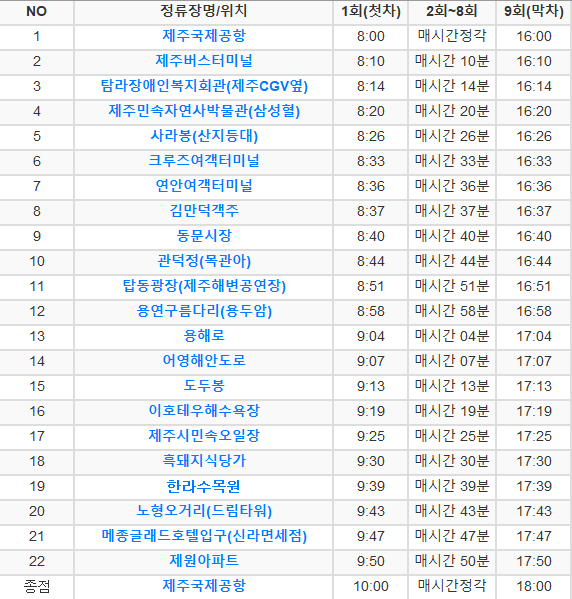 NO 정류장명/위치 1회(첫차) 2회~8회 9회(막차)
1 제주국제공항 8:00 매시간정각 16:00
2 제주버스터미널 8:10 매시간 10분 16:10
3 탐라장애인복지회관(제주CGV옆) 8:14 매시간 14분 16:14
4 제주민속자연사박물관(삼성혈) 8:20 매시간 20분 16:20
5 사라봉(산지등대) 8:26 매시간 26분 16:26
6 크루즈여객터미널 8:33 매시간 33분 16:33
7 연안여객터미널 8:36 매시간 36분 16:36
8 김만덕객주 8:37 매시간 37분 16:37
9 동문시장 8:40 매시간 40분 16:40
10 관덕정(목관아) 8:44 매시간 44분 16:44
11 탑동광장(제주해변공연장) 8:51 매시간 51분 16:51
12 용연구름다리(용두암) 8:58 매시간 58분 16:58
13 용해로 9:04 매시간 04분 17:04
14 어영해안도로 9:07 매시간 07분 17:07
15 도두봉 9:13 매시간 13분 17:13
16 이호테우해수욕장 9:19 매시간 19분 17:19
17 제주시민속오일장 9:25 매시간 25분 17:25
18 흑돼지식당가 9:30 매시간 30분 17:30
19 한라수목원 9:39 매시간 39분 17:39
20 노형오거리(드림타워) 9:43 매시간 43분 17:43
21 메종글래드호텔입구(신라면세점) 9:47 매시간 47분 17:47
22 제원아파트 9:50 매시간 50분 17:50
종점 제주국제공항 10:00 매시간정각 18:00